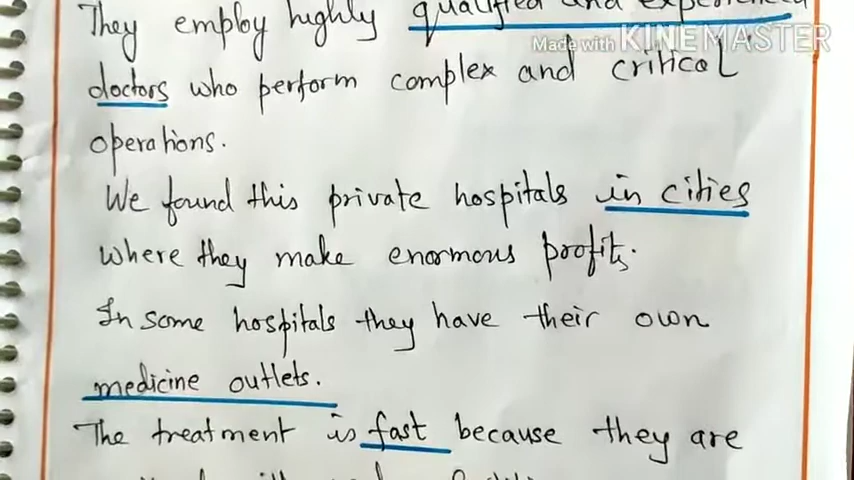 They employ highly qualified and experienced
Made with KINEMASTER
doctors who perform complex and critical
operations.
We found this private hospitals in cities
where they make enormous profits.
In some hospitals they have their own
medicine outlets.
The treatment is fast because they are